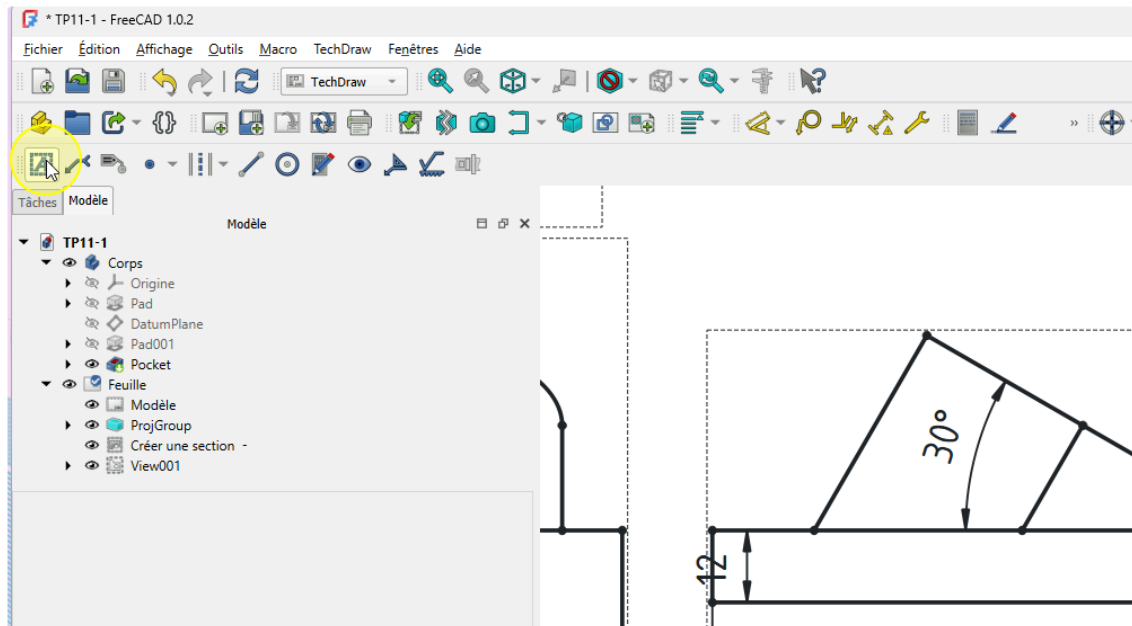 * TP11-1 - FreeCAD 1.0.2
Fichier Édition Affichage Outils Macro TechDraw Fenêtres Aide
TechDraw
»
Tâches Modèle
Modèle
TP11-1
Corps
Origine
Pad
DatumPlane
Pad001
Pocket
Feuille
Modèle
ProjGroup
Créer une section -
View001
30°
12